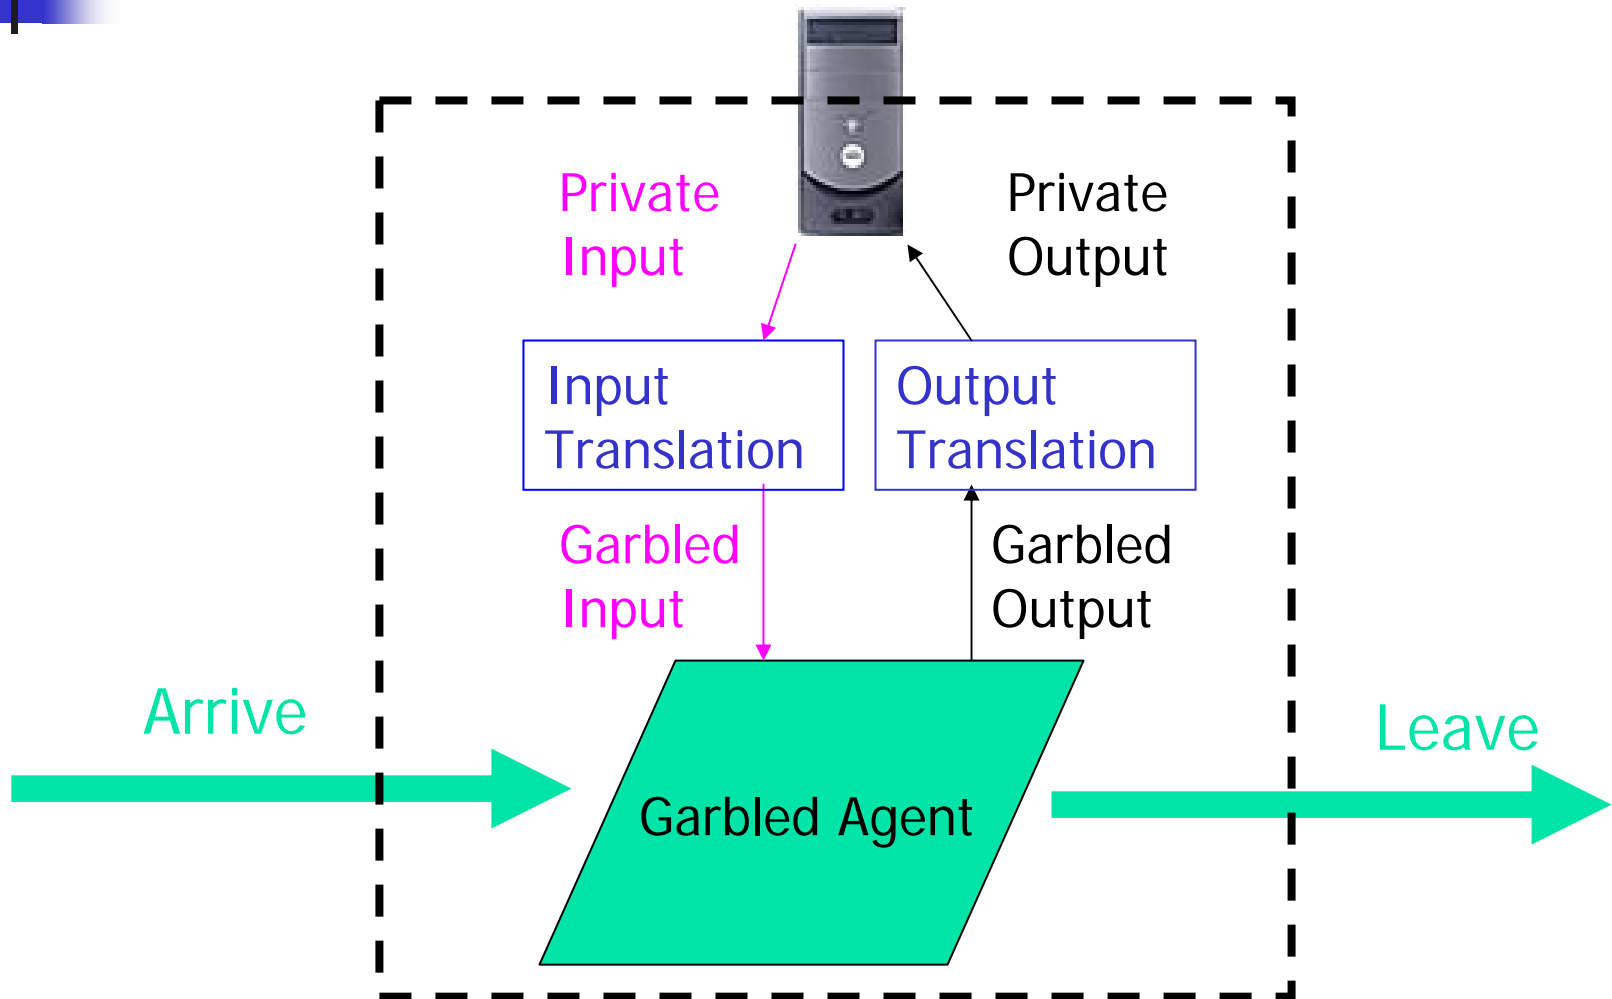 Private
Input
Private
Output
Input
Translation
Output
Translation
Garbled
Input
Garbled
Output
Arrive
Leave
Garbled Agent